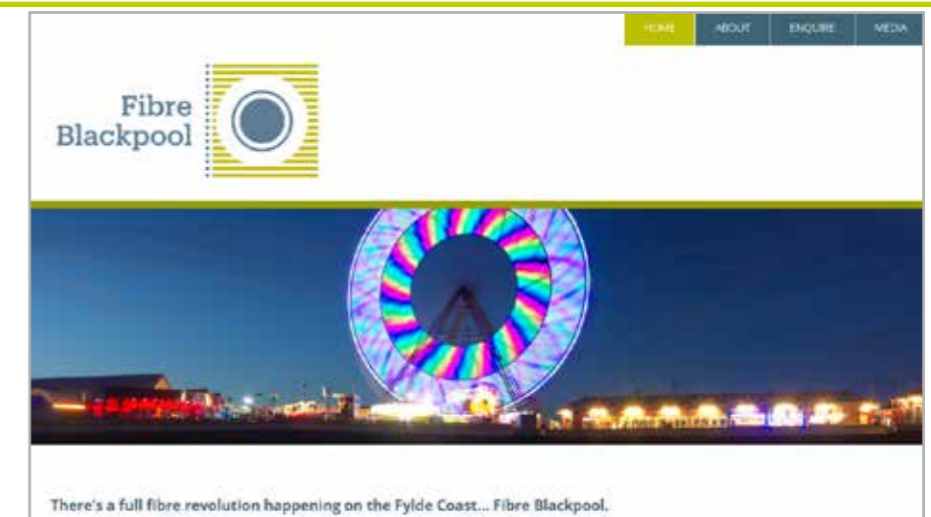 HOME ABOUT ENQUIRE MEDIA
Fibre
Blackpool
There's a full fibre revolution happening on the Fylde Coast... Fibre Blackpool.